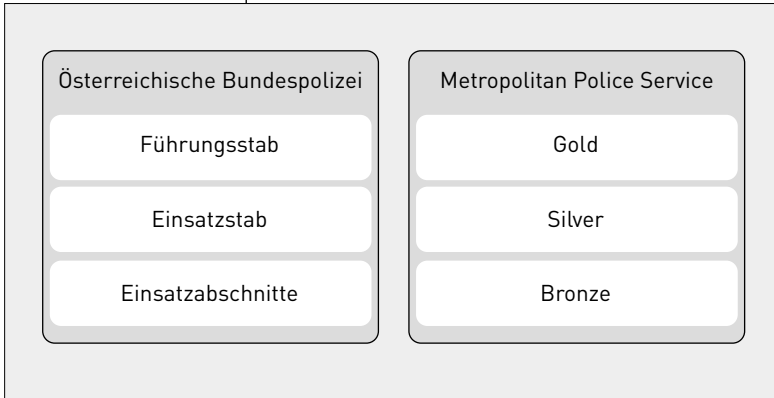 Österreichische Bundespolizei
Führungsstab
Einsatzstab
Einsatzabschnitte
Metropolitan Police Service
Gold
Silver
Bronze